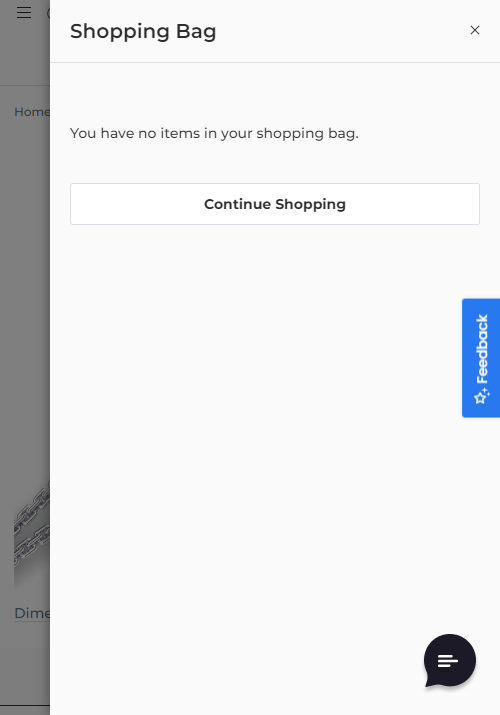 Shopping Bag
Home
You have no items in your shopping bag.
Continue Shopping
Feedback
Dime